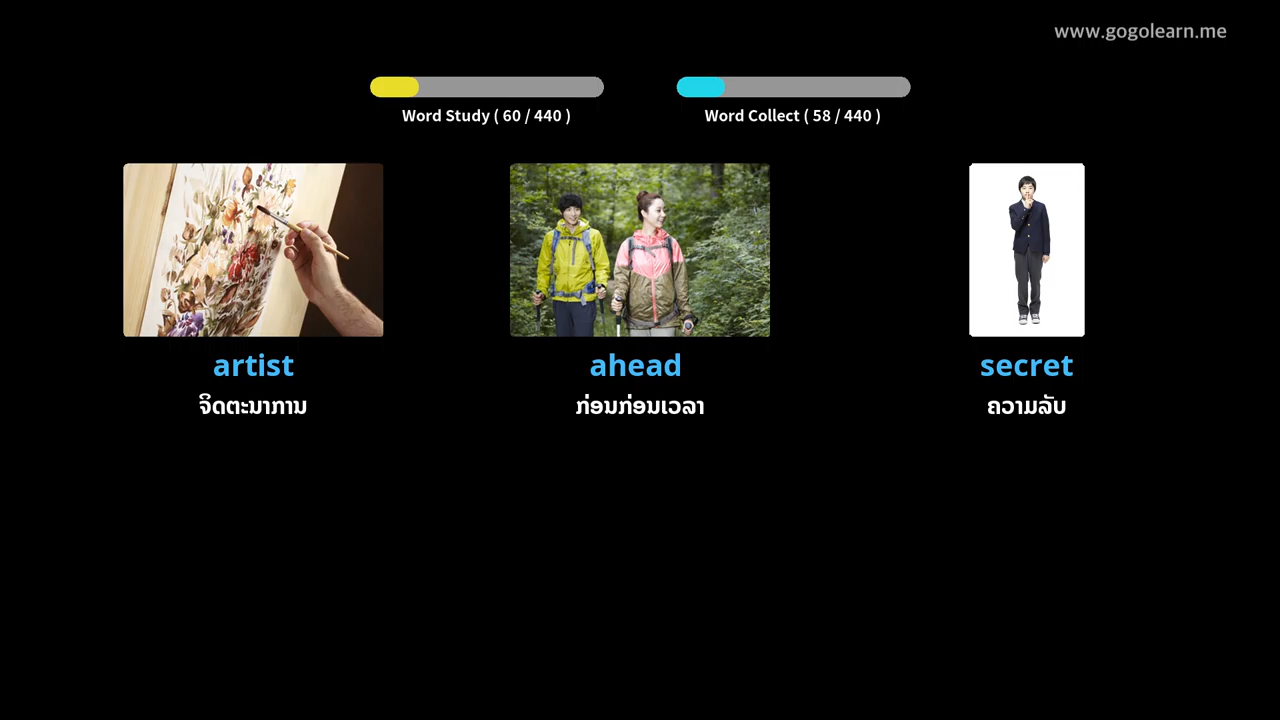 www.gogolearn.me
Word Study ( 60 / 440 )
Word Collect ( 58 / 440 )
artist
ahead
secret
ຈິດຕະນາການ
ກ່ອນກ່ອນເວລາ
ຄວາມລັບ